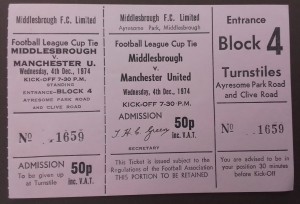 Middlesbrough F.C. Limited
Football League Cup Tie
MIDDLESBROUGH
v.
MANCHESTER U.
Wednesday, 4th Dec., 1974
KICK-OFF 7-30 P.M.
STANDING
ENTRANCE-BLOCK 4
AYRESOME PARK ROAD
AND CLIVE ROAD
No 1659
ADMISSION 50p
To be given up
at Turnstile
inc. V.A.T.
Middlesbrough F.C. Limited
Ayresome Park, Middlesbrough
Football League Cup Tie
Middlesbrough
v.
Manchester United
Wednesday, 4th Dec., 1974
KICK-OFF 7-30 P.M.
SECRETARY
ADMISSION 50p
inc. V.A.T.
This Ticket is issued subject to the
Regulations of the Football Association
THIS PORTION TO BE RETAINED
Entrance
Block 4
Turnstiles
Ayresome Park Road
and Clive Road
No 1659
You are advised to be in
your position 30 minutes
before Kick-Off